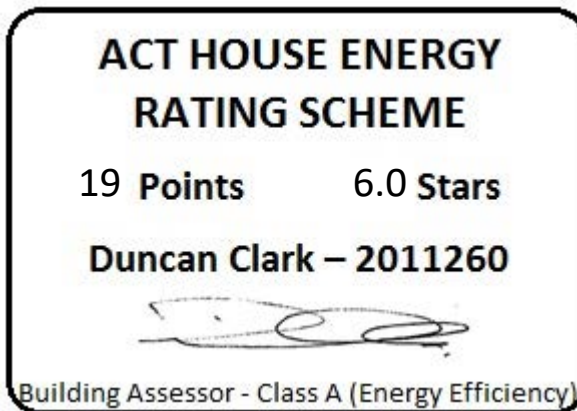 ACT HOUSE ENERGY
RATING SCHEME
19 Points 6.0 Stars
Duncan Clark – 2011260
Building Assessor - Class A (Energy Efficiency)